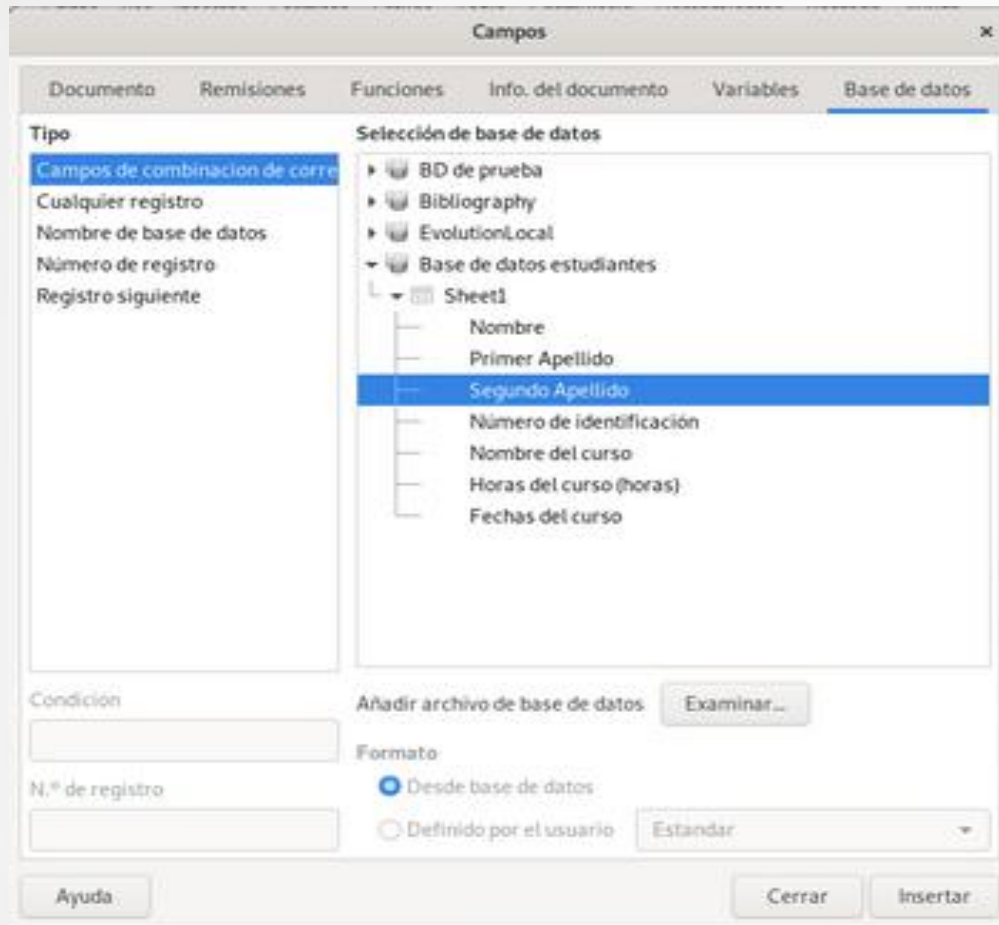 Campos
Documento Remisiones Funciones Info. del documento Variables Base de datos
Tipo
Campos de combinacion de corre
Cualquier registro
Nombre de base de datos
Número de registro
Registro siguiente
Selección de base de datos
BD de prueba
Bibliography
EvolutionLocal
Base de datos estudiantes
Sheet1
Nombre
Primer Apellido
Segundo Apellido
Número de identificación
Nombre del curso
Horas del curso (horas)
Fechas del curso
Condicion
N.º de registro
Añadir archivo de base de datos Examinar...
Formato
Desde base de datos
Definido por el usuario Estandar
Ayuda Cerrar Insertar